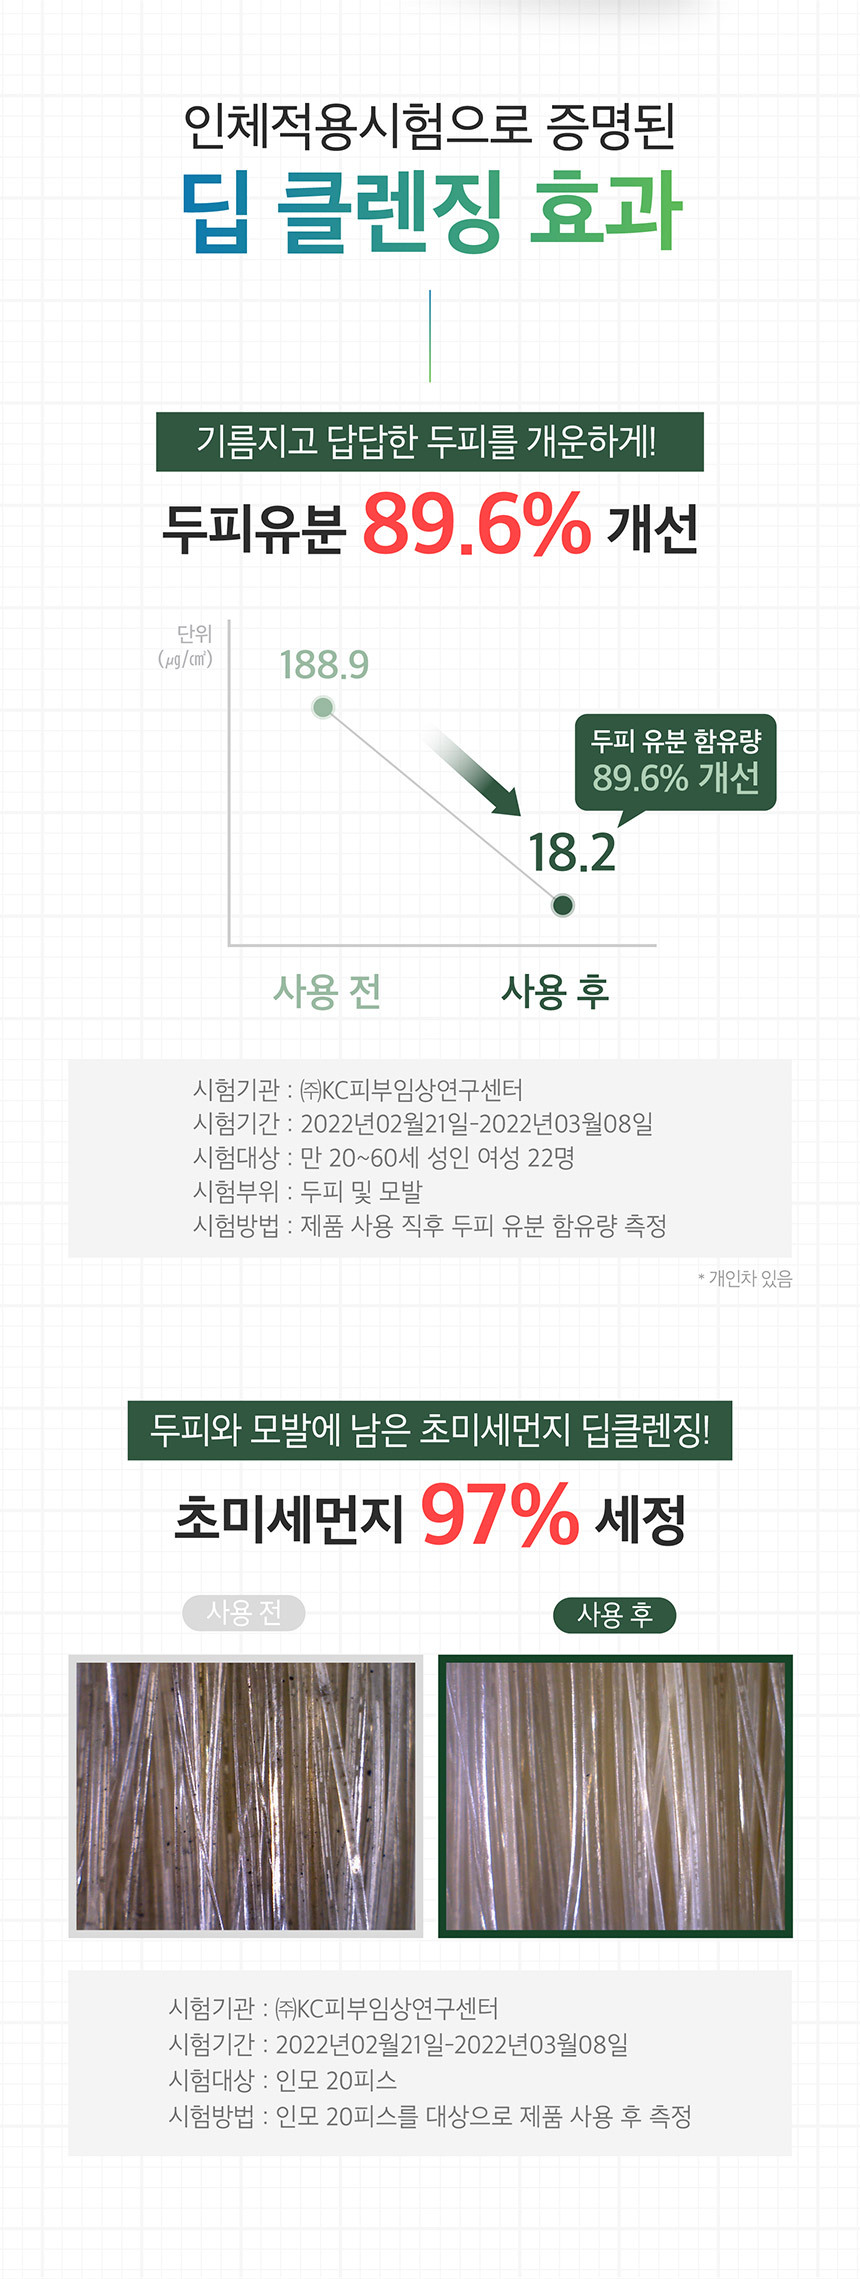 인체적용시험으로 증명된
딥 클렌징 효과
기름지고 답답한 두피를 개운하게!
두피유분 89.6% 개선
단위
(㎍/㎠)
188.9
두피 유분 함유량
89.6% 개선
18.2
사용 전
사용 후
시험기관 : ㈜KC피부임상연구센터
시험기간 : 2022년02월21일-2022년03월08일
시험대상 : 만 20~60세 성인 여성 22명
시험부위 : 두피 및 모발
시험방법 : 제품 사용 직후 두피 유분 함유량 측정
* 개인차 있음
두피와 모발에 남은 초미세먼지 딥클렌징!
초미세먼지 97% 세정
사용 전
사용 후
시험기관 : ㈜KC피부임상연구센터
시험기간 : 2022년02월21일-2022년03월08일
시험대상 : 인모 20피스
시험방법 : 인모 20피스를 대상으로 제품 사용 후 측정